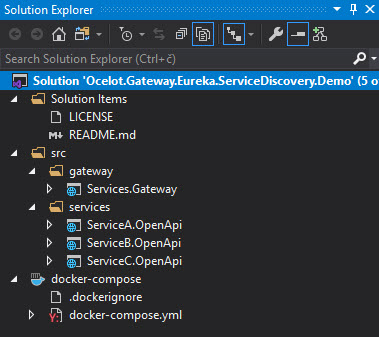 Solution Explorer
Search Solution Explorer (Ctrl+č)
Solution 'Ocelot.Gateway.Eureka.ServiceDiscovery.Demo' (5 o
Solution Items
LICENSE
M↓ README.md
src
gateway
Services.Gateway
services
ServiceA.OpenApi
ServiceB.OpenApi
ServiceC.OpenApi
docker-compose
.dockerignore
docker-compose.yml